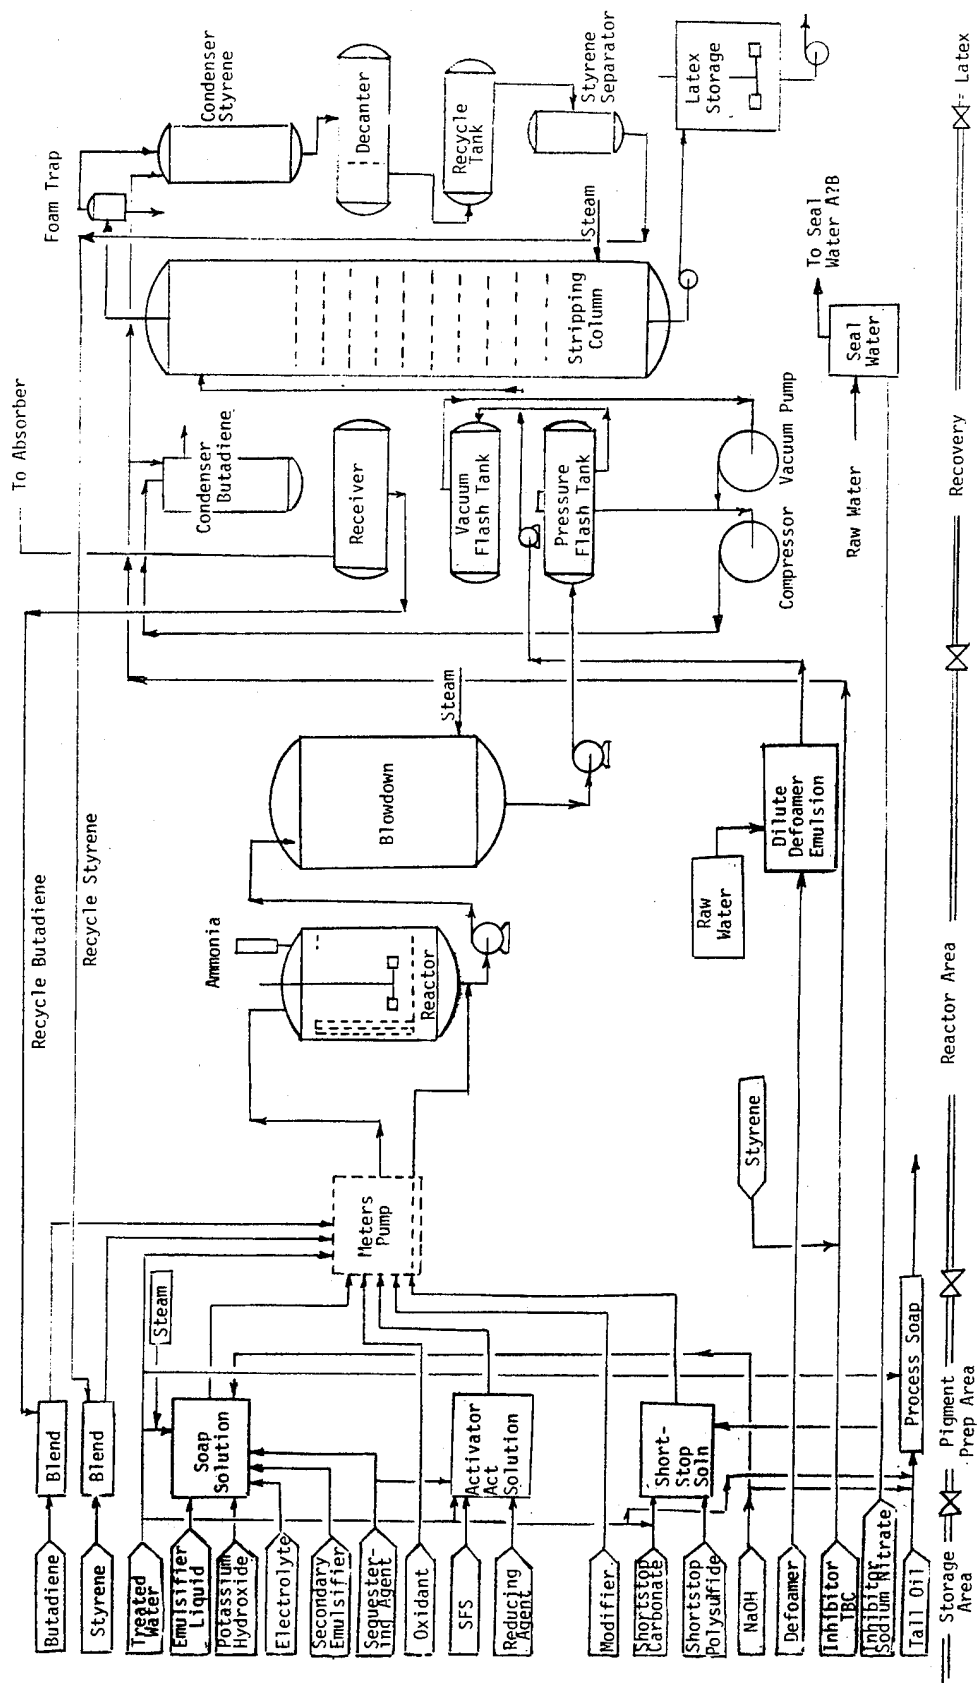 Butadiene
Styrene
Treated
Water
Emulsifier
Liquid
Potassium
Hydroxide
Electrolyte
Secondary
Emulsifier
Sequester-
ing Agent
Oxidant
SFS
Reducing
Agent
Modifier
Shortstop
Carbonate
Shortstop
Polysulfide
NaOH
Defoamer
Inhibitor
TBC
Inhibitor
Sodium Nitrate
Tall Oil
Blend
Blend
Steam
Soap
Solution
Activator
Act
Solution
Short-
Stop
Soln
Process Soap
Meters
Pump
Styrene
Recycle Butadiene
Recycle Styrene
Ammonia
Reactor
Blowdown
Steam
Raw
Water
Dilute
Defoamer
Emulsion
To Absorber
Condenser
Butadiene
Receiver
Vacuum
Flash Tank
Pressure
Flash Tank
Compressor
Vacuum Pump
Raw Water
Seal
Water
To Seal
Water A?B
Stripping
Column
Steam
Foam Trap
Condenser
Styrene
Decanter
Recycle
Tank
Styrene
Separator
Latex
Storage
Storage
Area
Pigment
Prep Area
Reactor Area
Recovery
Latex